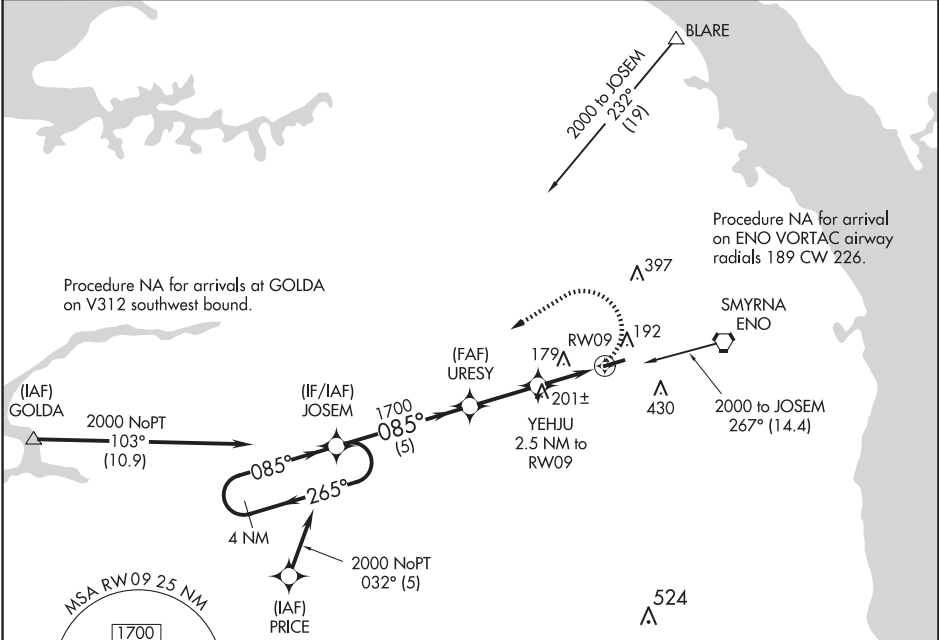 BLARE
2000 to JOSEM
232°
(19)
Procedure NA for arrival
on ENO VORTAC airway
radials 189 CW 226.
397
Procedure NA for arrivals at GOLDA
on V312 southwest bound.
SMYRNA
ENO
192
RW09
179
(FAF)
URESY
(IF/IAF)
JOSEM
(IAF)
GOLDA
2000 NoPT
103°
(10.9)
1700
085°
(5)
201±
430
2000 to JOSEM
267° (14.4)
YEHJU
2.5 NM to
RW09
085°
265°
4 NM
2000 NoPT
032° (5)
(IAF)
PRICE
MSA RW09 25 NM
1700
524